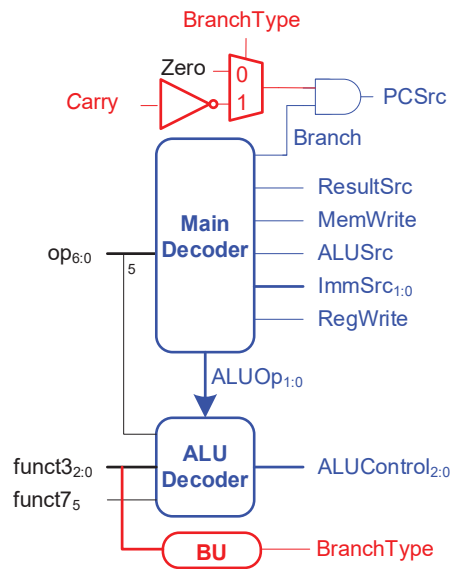 BranchType
Zero
0
Carry
1
PCSrc
Branch
ResultSrc
Main
Decoder
MemWrite
op6:0
5
ALUSrc
ImmSrc1:0
RegWrite
ALUOp1:0
funct32:0
ALU
Decoder
ALUControl2:0
funct75
BU
BranchType